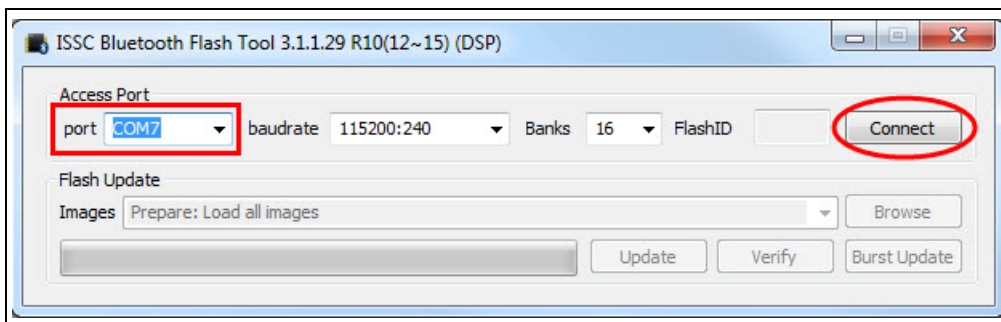 ISSC Bluetooth Flash Tool 3.1.1.29 R10(12~15) (DSP)
Access Port
port COM7 baudrate 115200:240 Banks 16 FlashID Connect
Flash Update
Images Prepare: Load all images Browse
Update Verify Burst Update